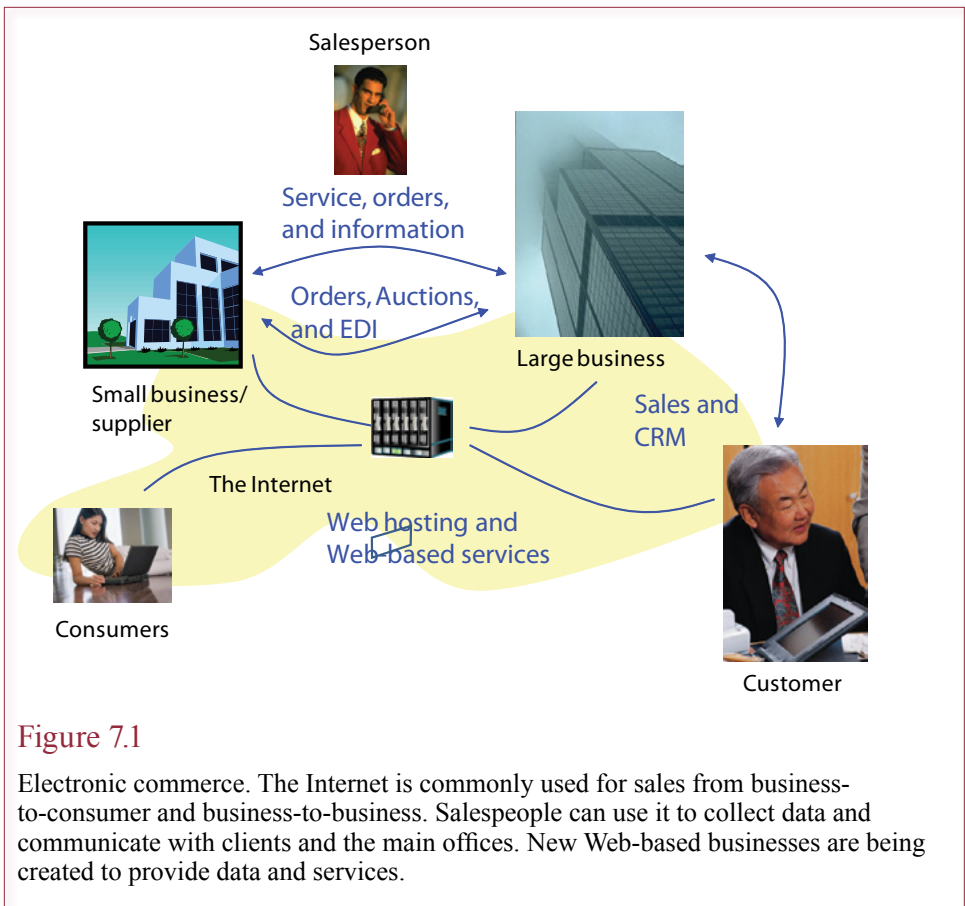 Salesperson
Service, orders,
and information
Orders, Auctions,
and EDI
Large business
Small business/
supplier
Sales and
CRM
The Internet
Web hosting and
Web-based services
Consumers
Customer
Figure 7.1
Electronic commerce. The Internet is commonly used for sales from business-
to-consumer and business-to-business. Salespeople can use it to collect data and
communicate with clients and the main offices. New Web-based businesses are being
created to provide data and services.